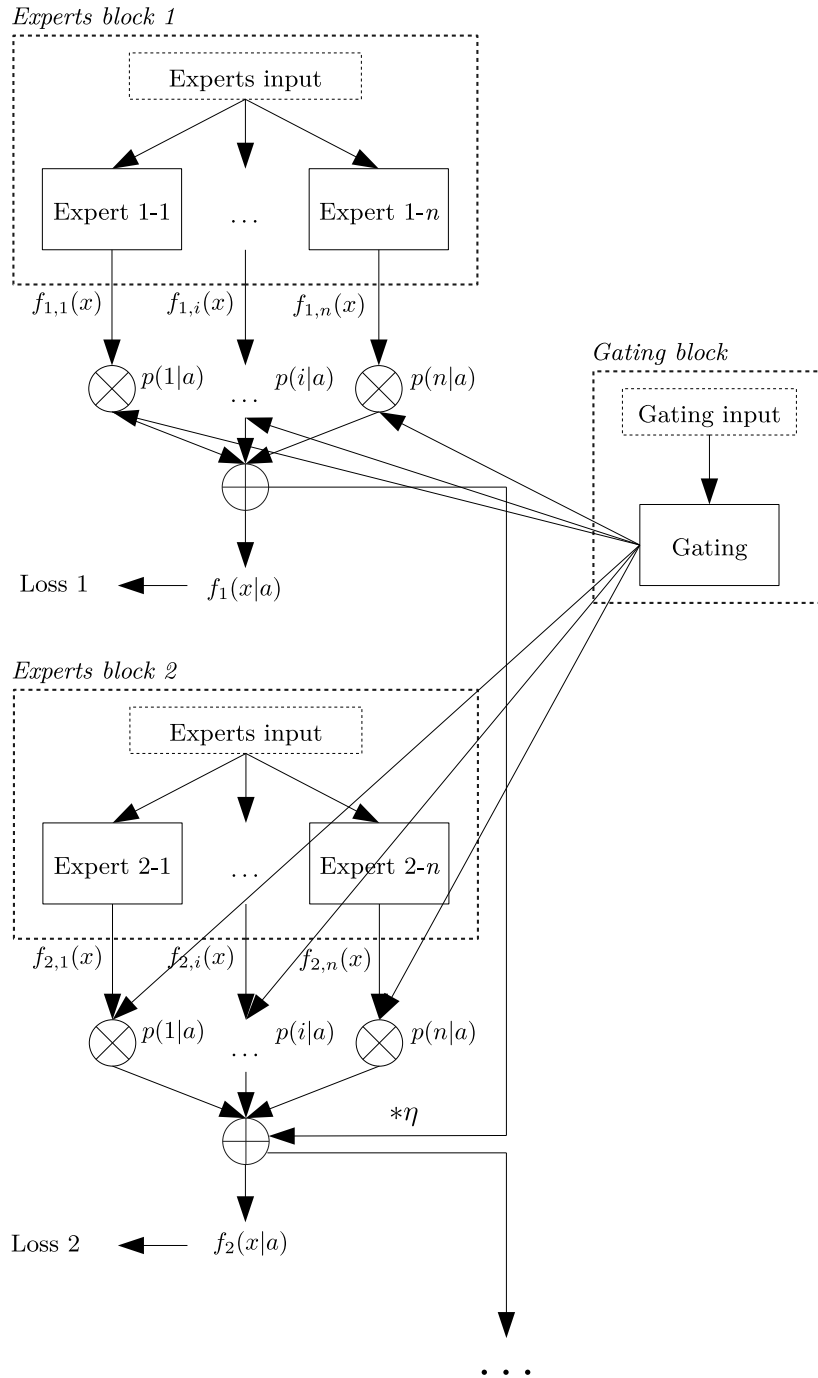 Experts block 1
Experts input
Expert 1-1
...
Expert 1-n
f1,1(x)
f1,i(x)
f1,n(x)
p(1|a)
...
p(i|a)
p(n|a)
Gating block
Gating input
Gating
Loss 1
f1(x|a)
Experts block 2
Experts input
Expert 2-1
...
Expert 2-n
f2,1(x)
f2,i(x)
f2,n(x)
p(1|a)
...
p(i|a)
p(n|a)
*η
Loss 2
f2(x|a)
...